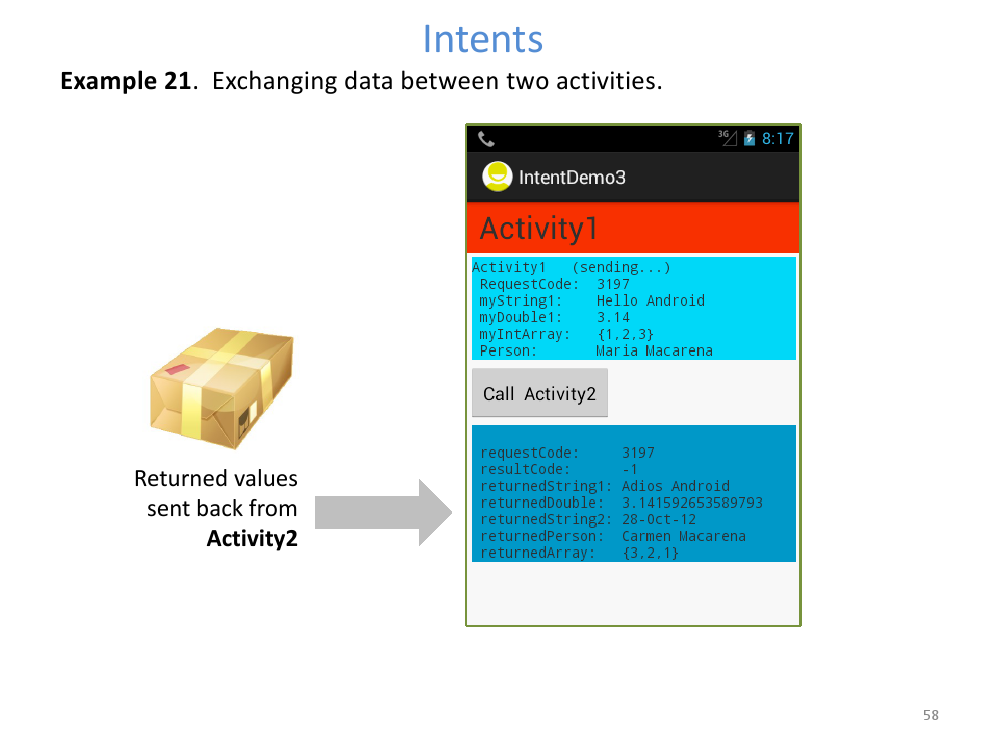 Intents
Example 21.  Exchanging data between two activities.
3G 8:17
IntentDemo3
Activity1
Activity1   (sending...)
RequestCode:  3197
myString1:    Hello Android
myDouble1:    3.14
myIntArray:   {1,2,3}
Person:       Maria Macarena
Call Activity2
requestCode:     3197
resultCode:      -1
returnedString1: Adios Android
returnedDouble:  3.141592653589793
returnedString2: 28-Oct-12
returnedPerson:  Carmen Macarena
returnedArray:   {3,2,1}
Returned values
sent back from
Activity2
58